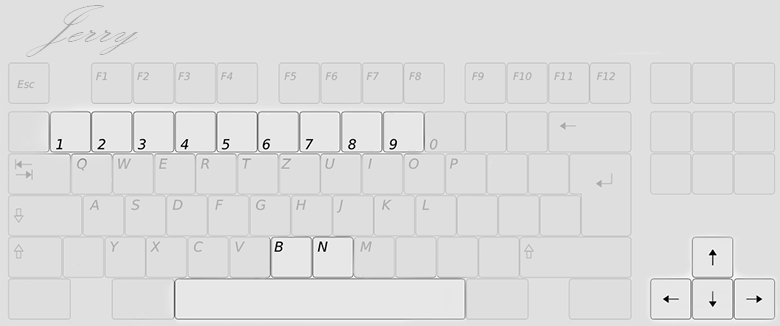 Jerry
Esc F1 F2 F3 F4 F5 F6 F7 F8 F9 F10 F11 F12
1 2 3 4 5 6 7 8 9 0 ←
Q W E R T Z U I O P
A S D F G H J K L
Y X C V B N M
↑
← ↓ →